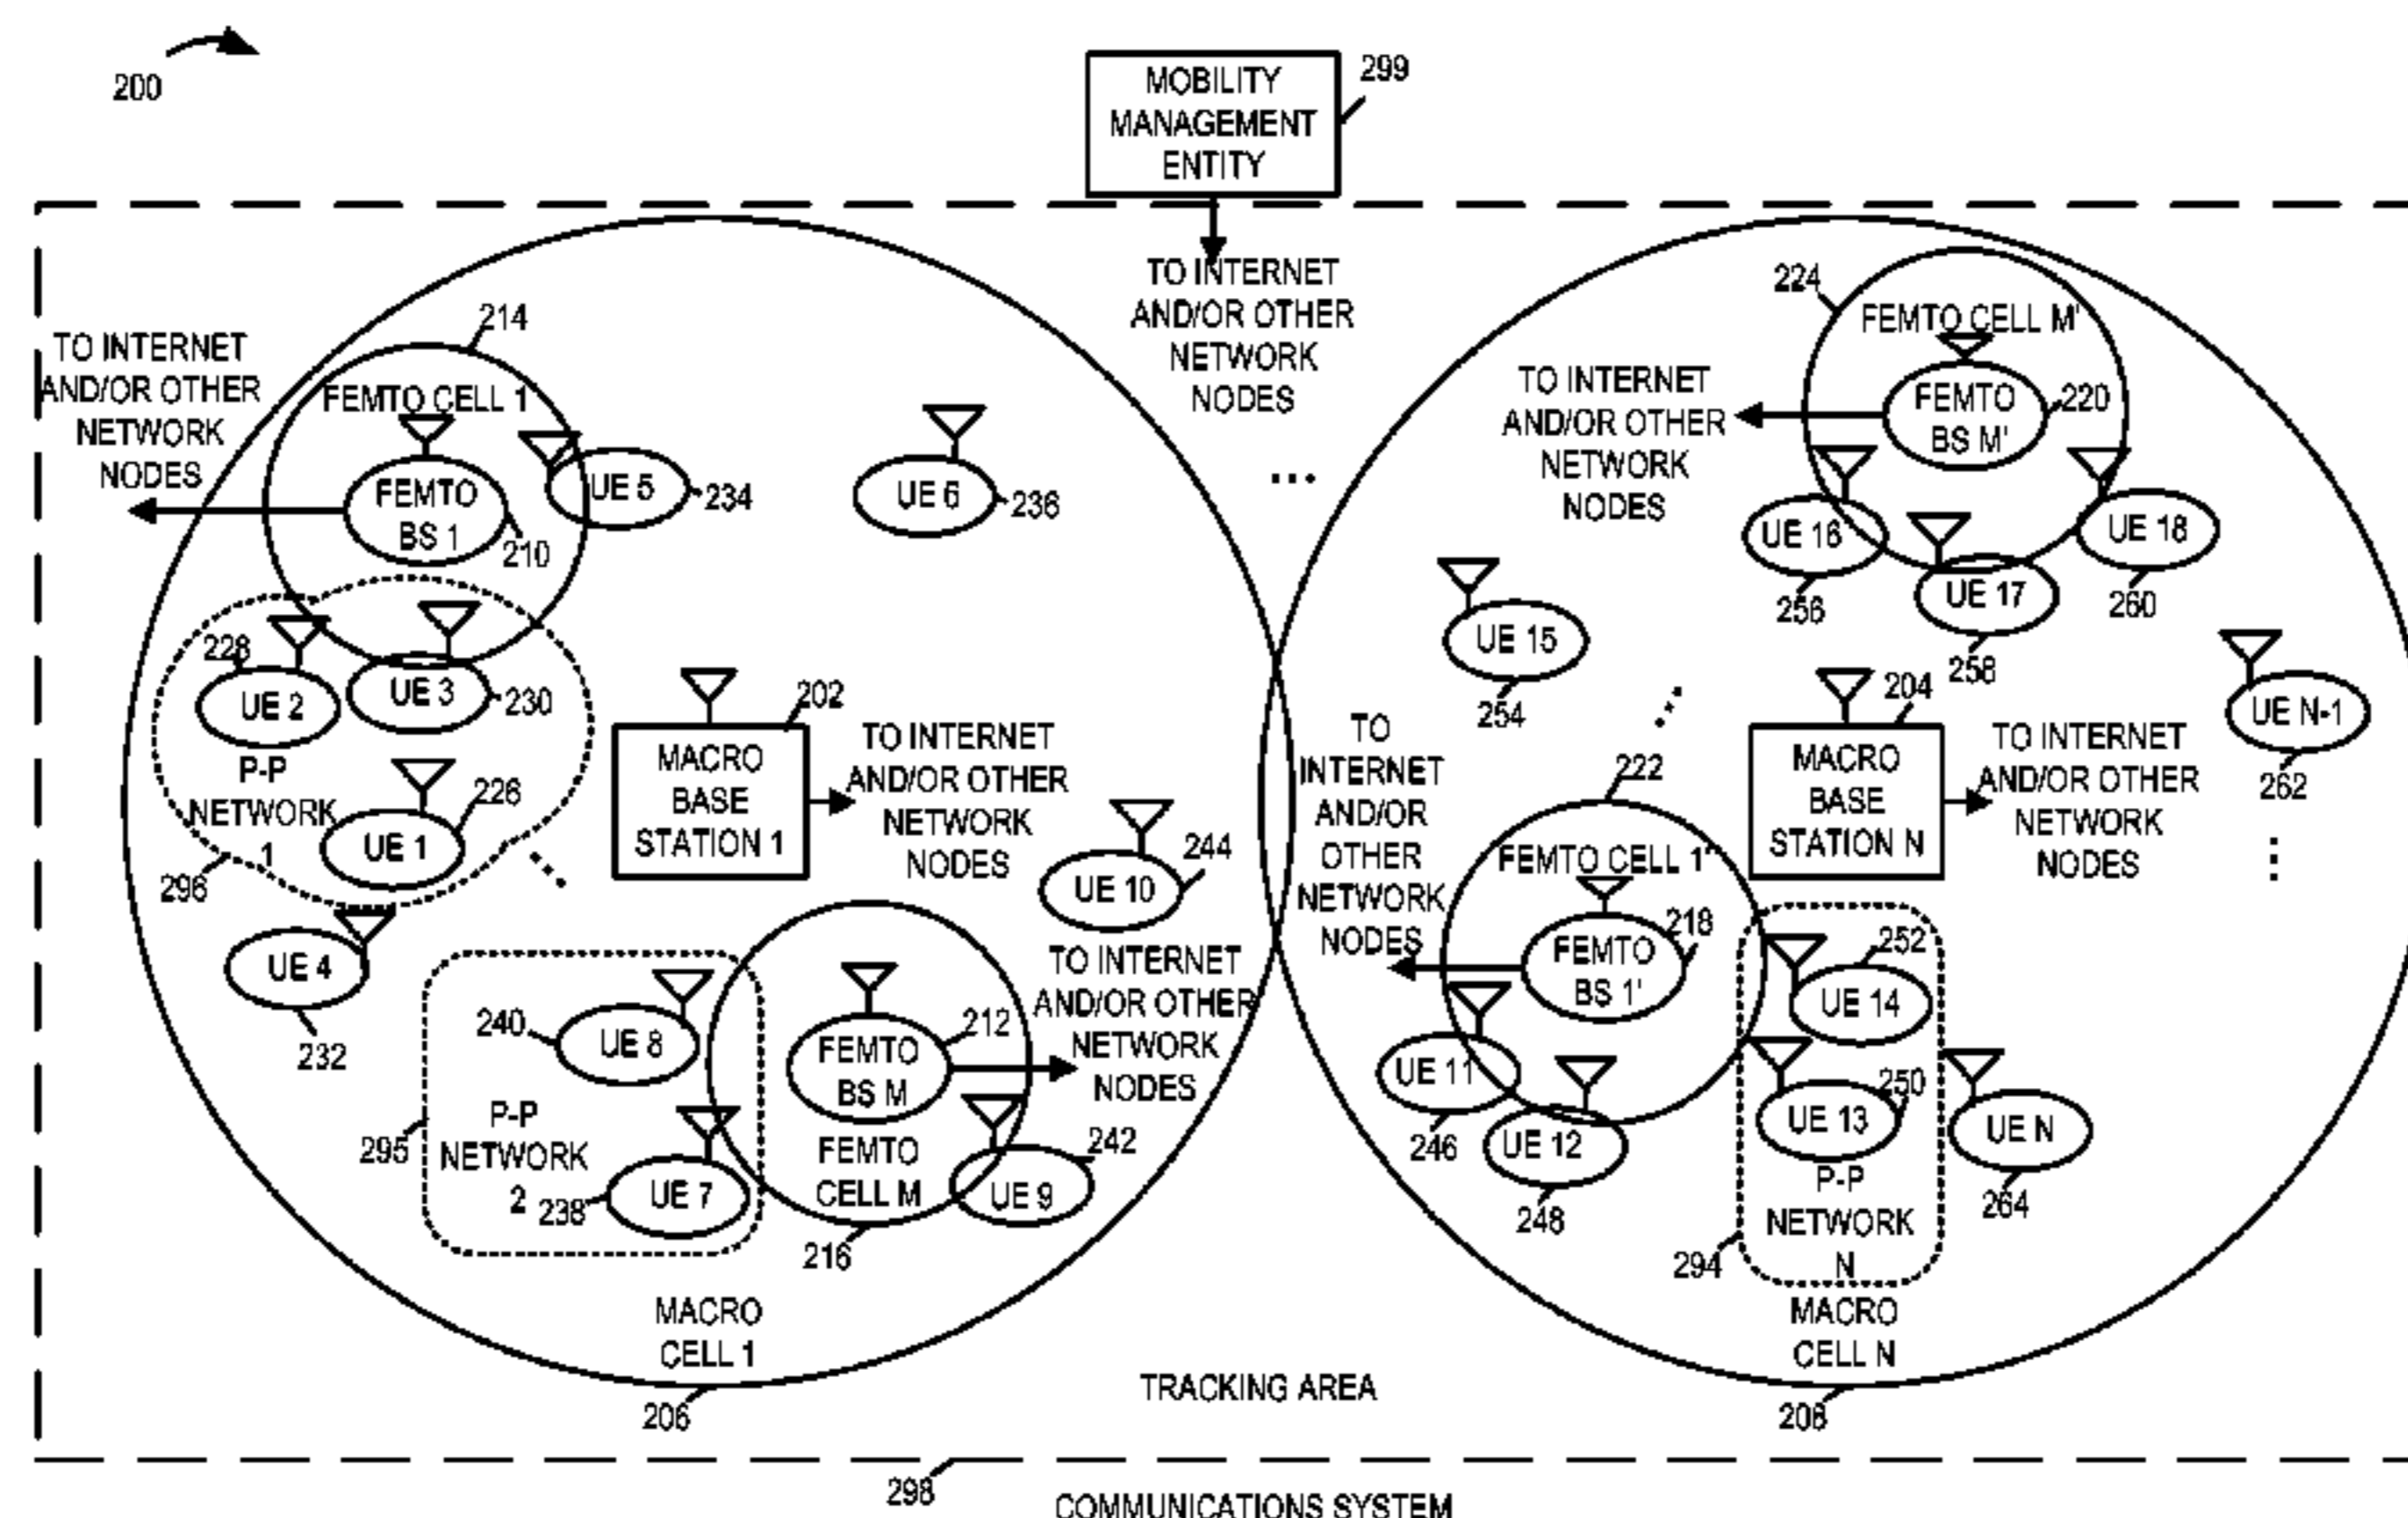 200
MOBILITY
MANAGEMENT
ENTITY
299
TO INTERNET
AND/OR OTHER
NETWORK
NODES
TO INTERNET
AND/OR OTHER
NETWORK
NODES
214
FEMTO CELL 1
FEMTO
BS 1
210
UE 5
234
UE 6
236
228
UE 2
UE 3
230
P-P
NETWORK
1
UE 1
226
296
UE 4
232
202
MACRO
BASE
STATION 1
TO INTERNET
AND/OR OTHER
NETWORK
NODES
UE 10
244
240
UE 8
295
P-P
NETWORK
2
238
UE 7
FEMTO
BS M
212
TO INTERNET
AND/OR OTHER
NETWORK
NODES
FEMTO
CELL M
216
242
UE 9
MACRO
CELL 1
206
...
224
FEMTO CELL M'
FEMTO
BS M'
220
TO INTERNET
AND/OR OTHER
NETWORK
NODES
UE 16
256
UE 17
258
UE 18
260
UE 15
254
204
MACRO
BASE
STATION N
TO INTERNET
AND/OR OTHER
NETWORK
NODES
UE N-1
262
TO
INTERNET
AND/OR
OTHER
NETWORK
NODES
222
FEMTO CELL 1'
FEMTO
BS 1'
218
UE 11
246
UE 12
248
252
UE 14
250
UE 13
P-P
NETWORK
N
294
UE N
264
MACRO
CELL N
208
TRACKING AREA
298
COMMUNICATIONS SYSTEM